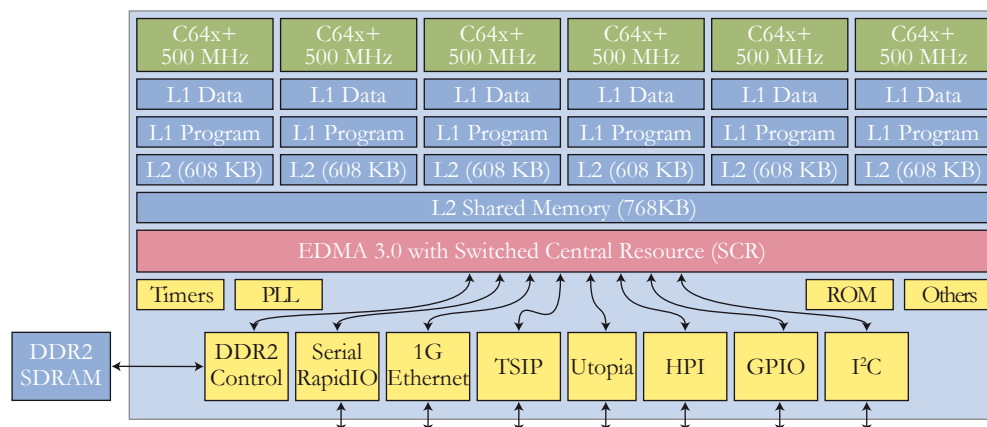 C64x+ C64x+ C64x+ C64x+ C64x+ C64x+
500 MHz 500 MHz 500 MHz 500 MHz 500 MHz 500 MHz
L1 Data L1 Data L1 Data L1 Data L1 Data L1 Data
L1 Program L1 Program L1 Program L1 Program L1 Program L1 Program
L2 (608 KB) L2 (608 KB) L2 (608 KB) L2 (608 KB) L2 (608 KB) L2 (608 KB)
L2 Shared Memory (768KB)
EDMA 3.0 with Switched Central Resource (SCR)
Timers PLL ROM Others
DDR2
SDRAM
DDR2
Control
Serial
RapidIO
1G
Ethernet
TSIP
Utopia
HPI
GPIO
I²C